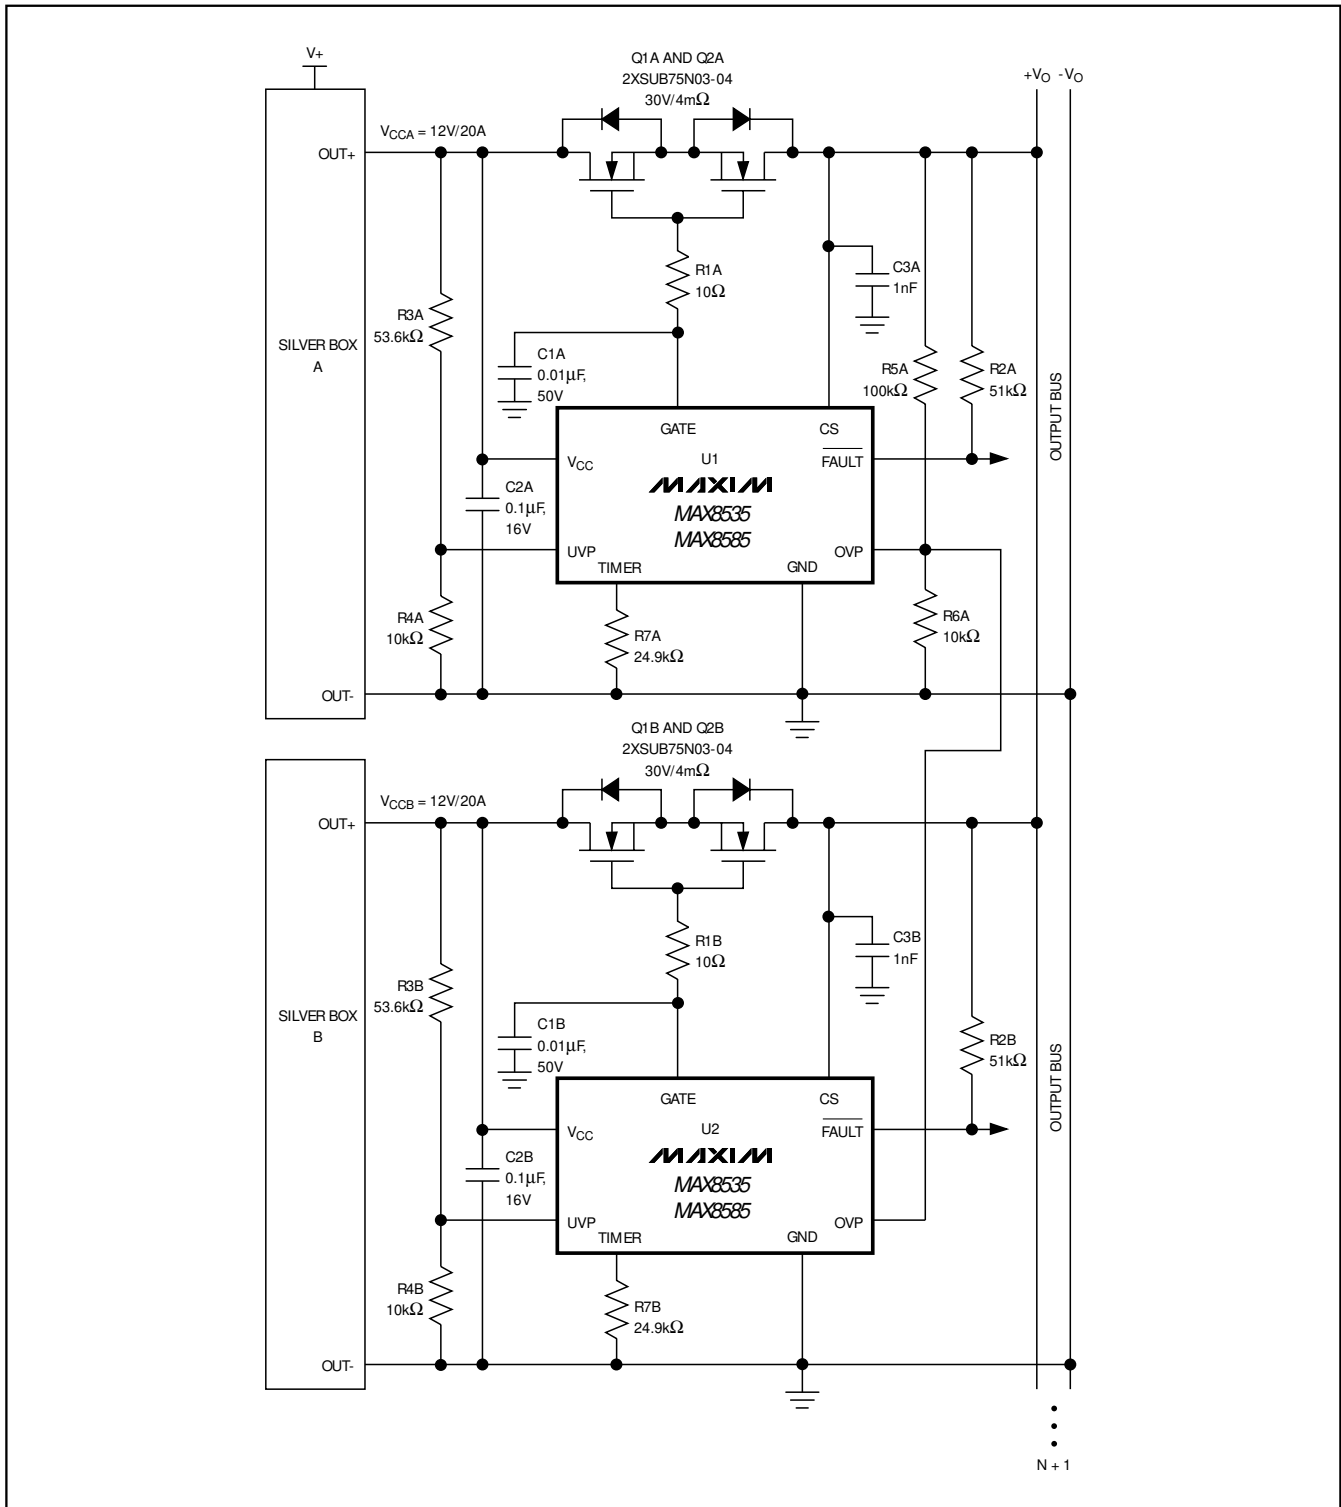 V+
Q1A AND Q2A
2XSUB75N03-04
30V/4mΩ
+VO -VO
VCCA = 12V/20A
OUT+
R1A
10Ω
C3A
1nF
R3A
53.6kΩ
SILVER BOX
A
C1A
0.01µF,
50V
R5A
100kΩ
R2A
51kΩ
OUTPUT BUS
GATE
CS
VCC
U1
FAULT
MAXIM
MAX8535
MAX8585
C2A
0.1µF,
16V
UVP
OVP
TIMER
GND
R4A
10kΩ
R7A
24.9kΩ
R6A
10kΩ
OUT-
Q1B AND Q2B
2XSUB75N03-04
30V/4mΩ
VCCB = 12V/20A
OUT+
R1B
10Ω
C3B
1nF
R3B
53.6kΩ
SILVER BOX
B
C1B
0.01µF,
50V
R2B
51kΩ
OUTPUT BUS
GATE
CS
VCC
U2
FAULT
MAXIM
MAX8535
MAX8585
C2B
0.1µF,
16V
UVP
OVP
TIMER
GND
R4B
10kΩ
R7B
24.9kΩ
OUT-
N + 1